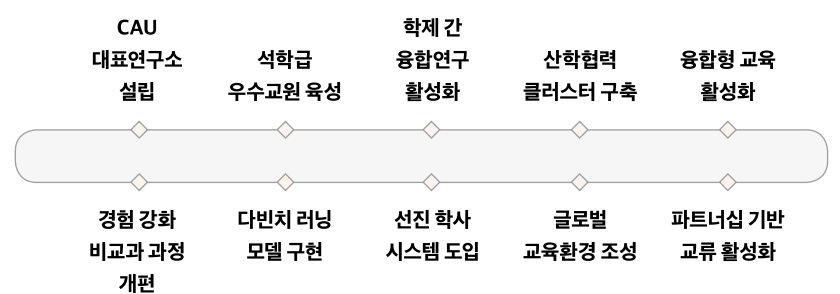 CAU
대표연구소
설립
석학급
우수교원 육성
학제 간
융합연구
활성화
산학협력
클러스터 구축
융합형 교육
활성화
경험 강화
비교과 과정
개편
다빈치 러닝
모델 구현
선진 학사
시스템 도입
글로벌
교육환경 조성
파트너십 기반
교류 활성화